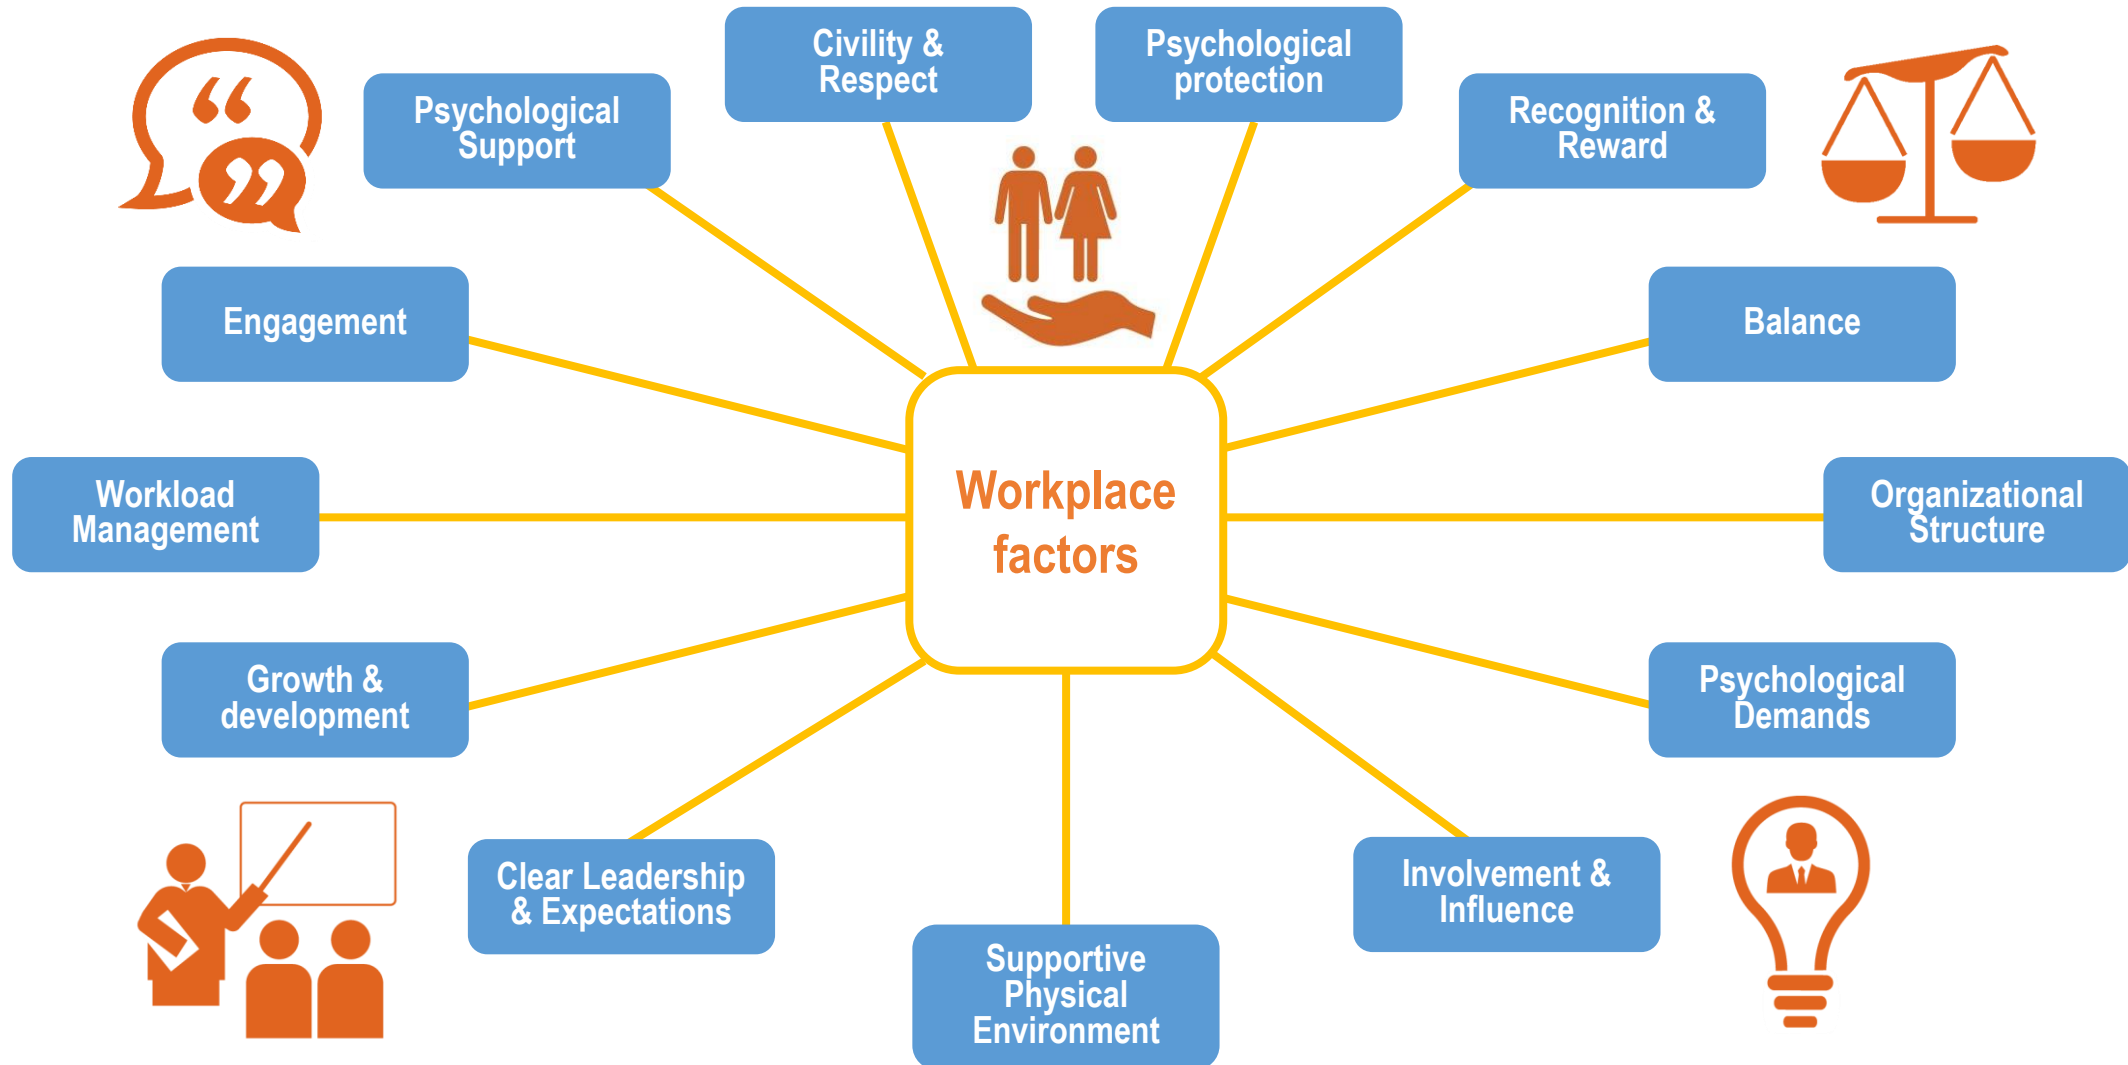 Civility &
Respect
Psychological
protection
Psychological
Support
Recognition &
Reward
Engagement
Balance
Workload
Management
Workplace
factors
Organizational
Structure
Growth &
development
Psychological
Demands
Clear Leadership
& Expectations
Involvement &
Influence
Supportive
Physical
Environment